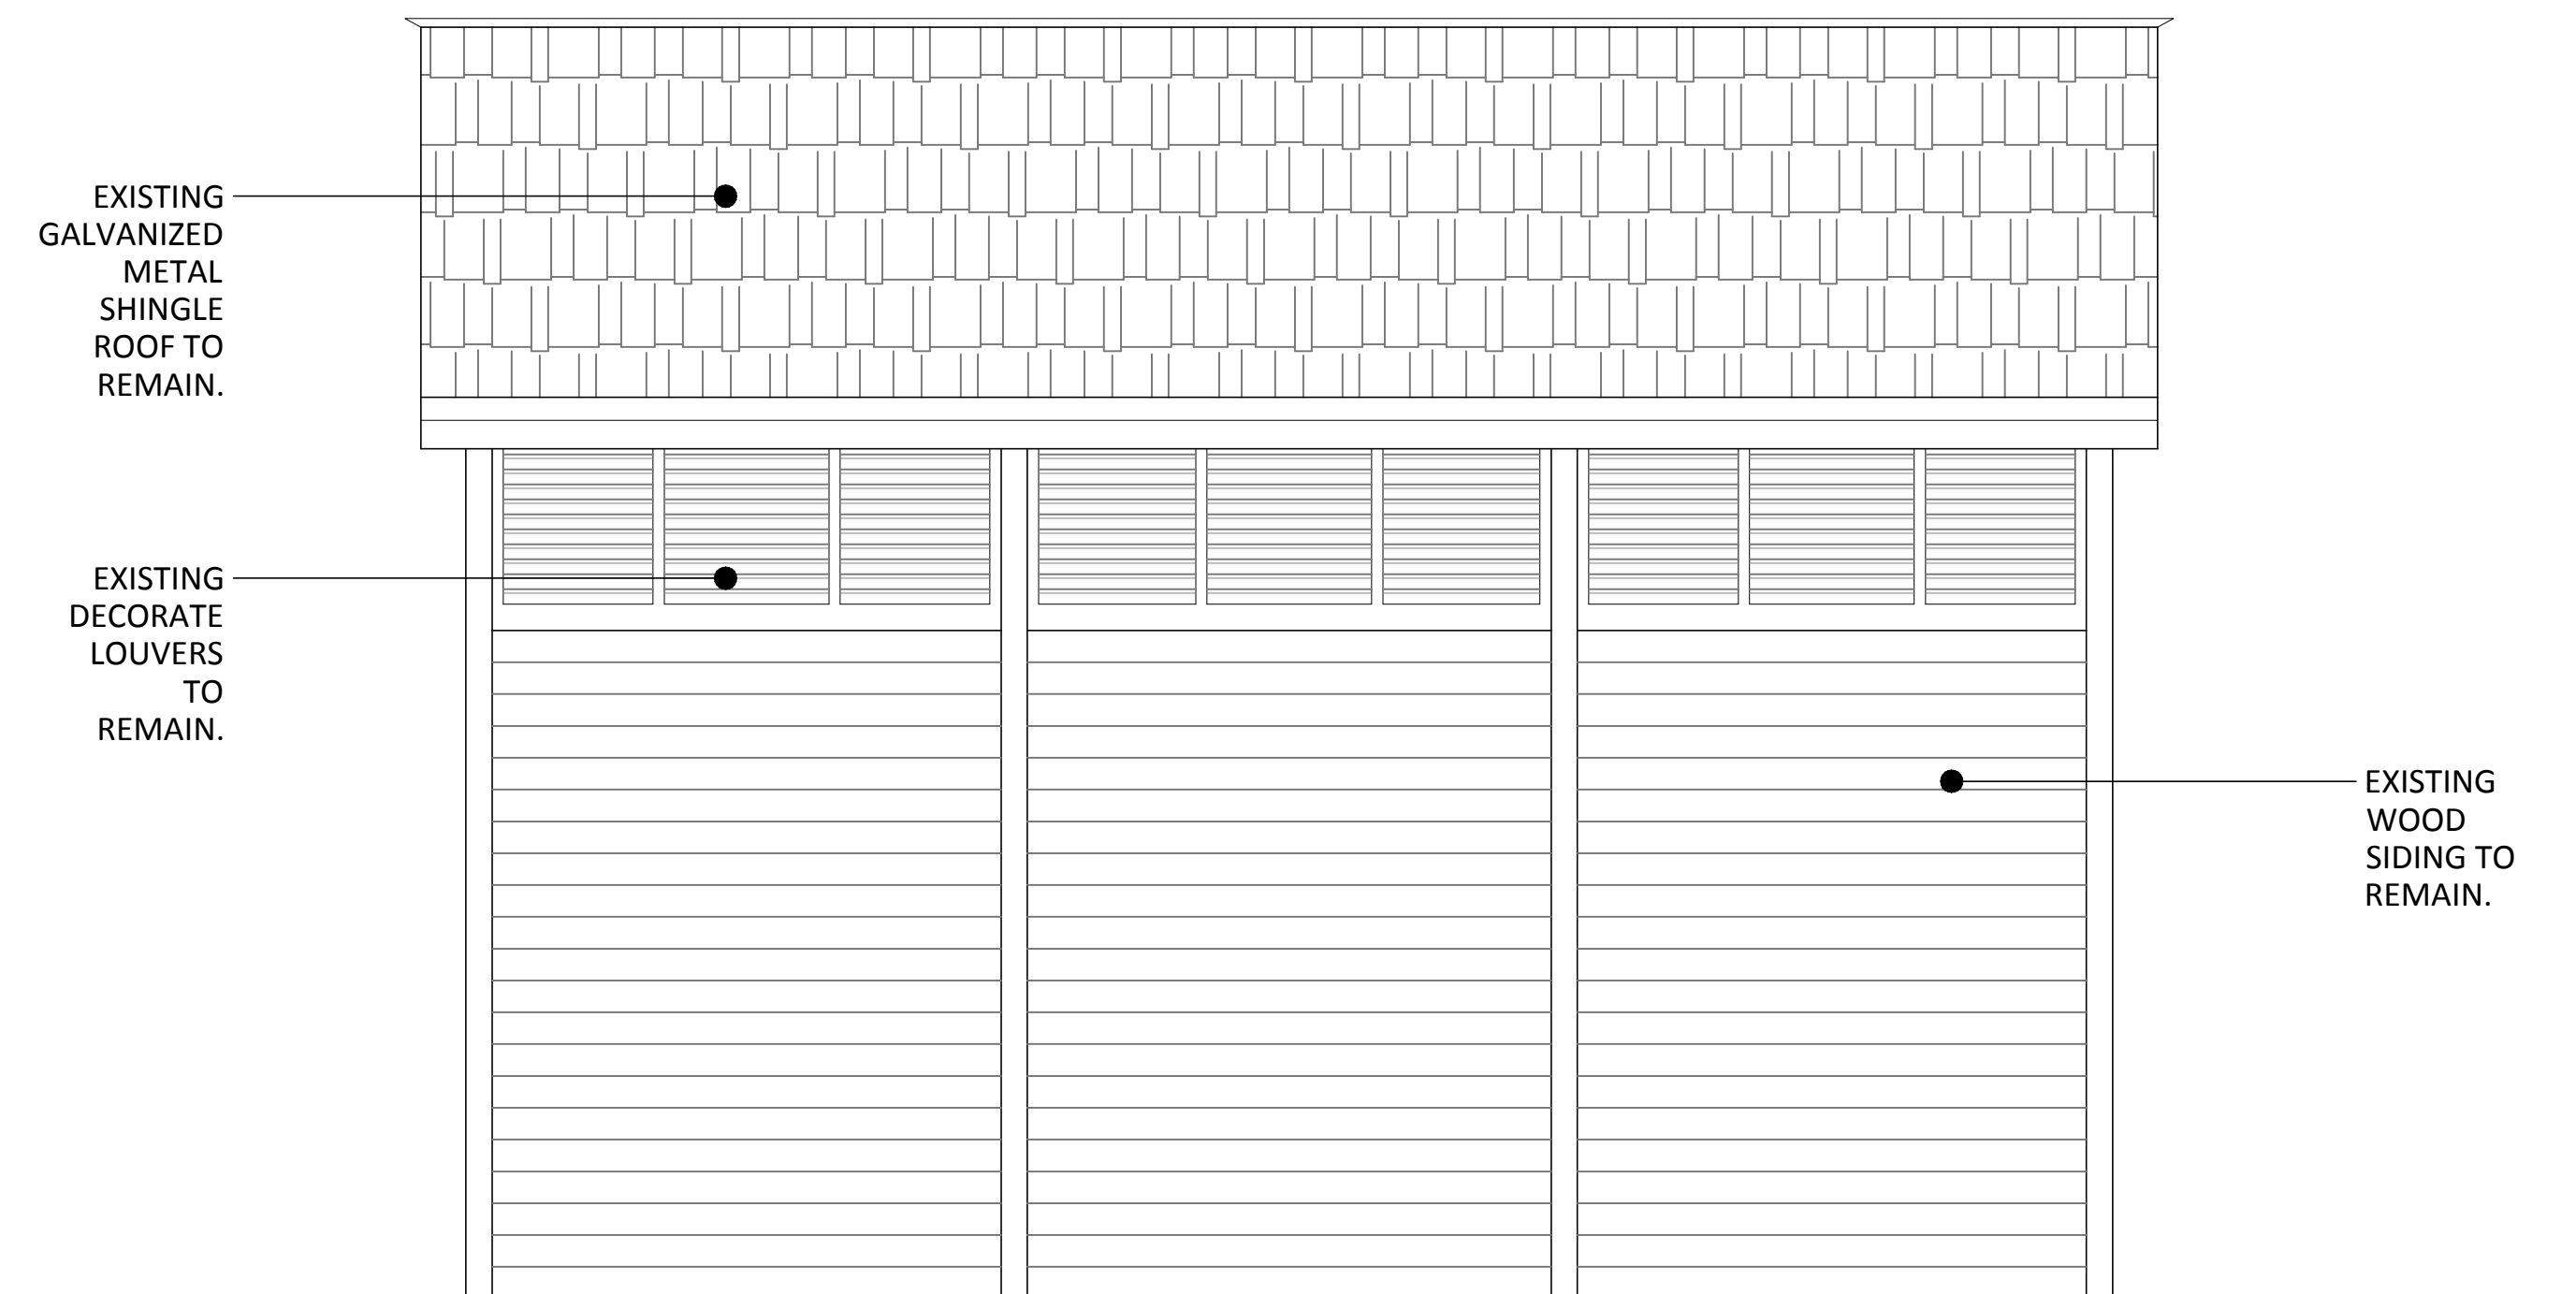 EXISTING
GALVANIZED
METAL
SHINGLE
ROOF TO
REMAIN.
EXISTING
DECORATE
LOUVERS
TO
REMAIN.
EXISTING
WOOD
SIDING TO
REMAIN.